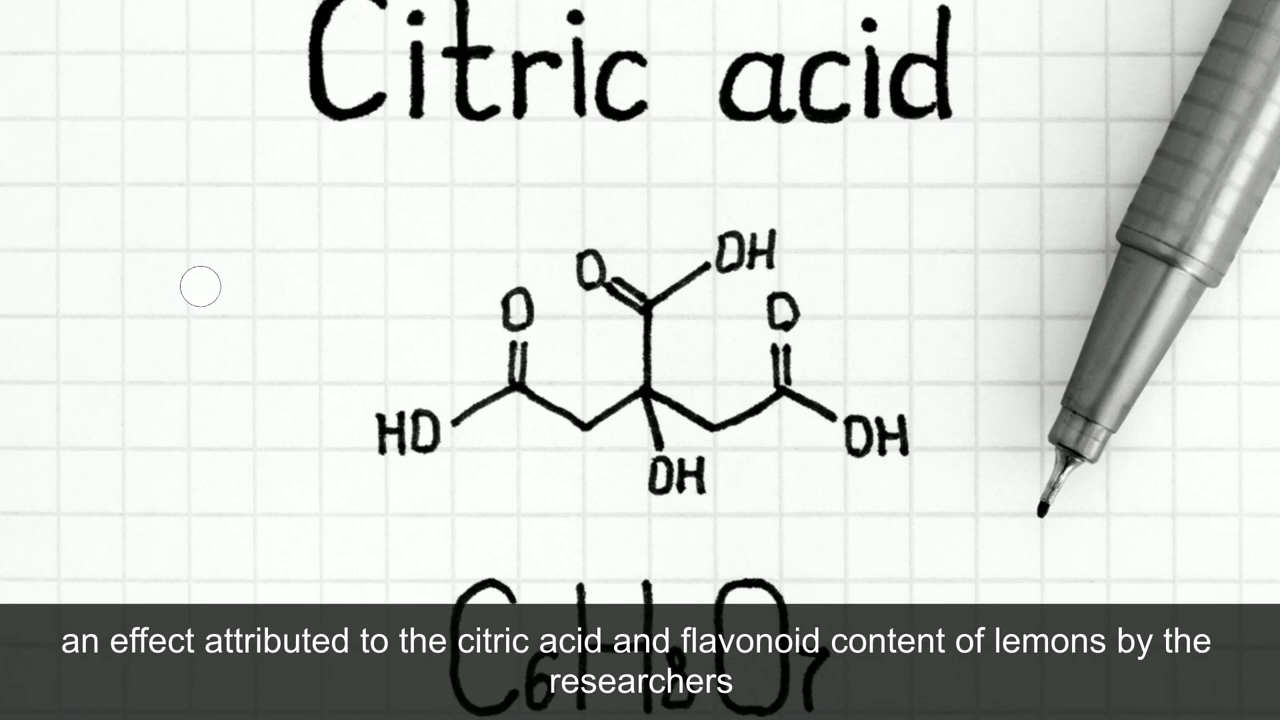 Citric acid
O OH
O O
HO OH
OH
C6H8O7
an effect attributed to the citric acid and flavonoid content of lemons by the
researchers